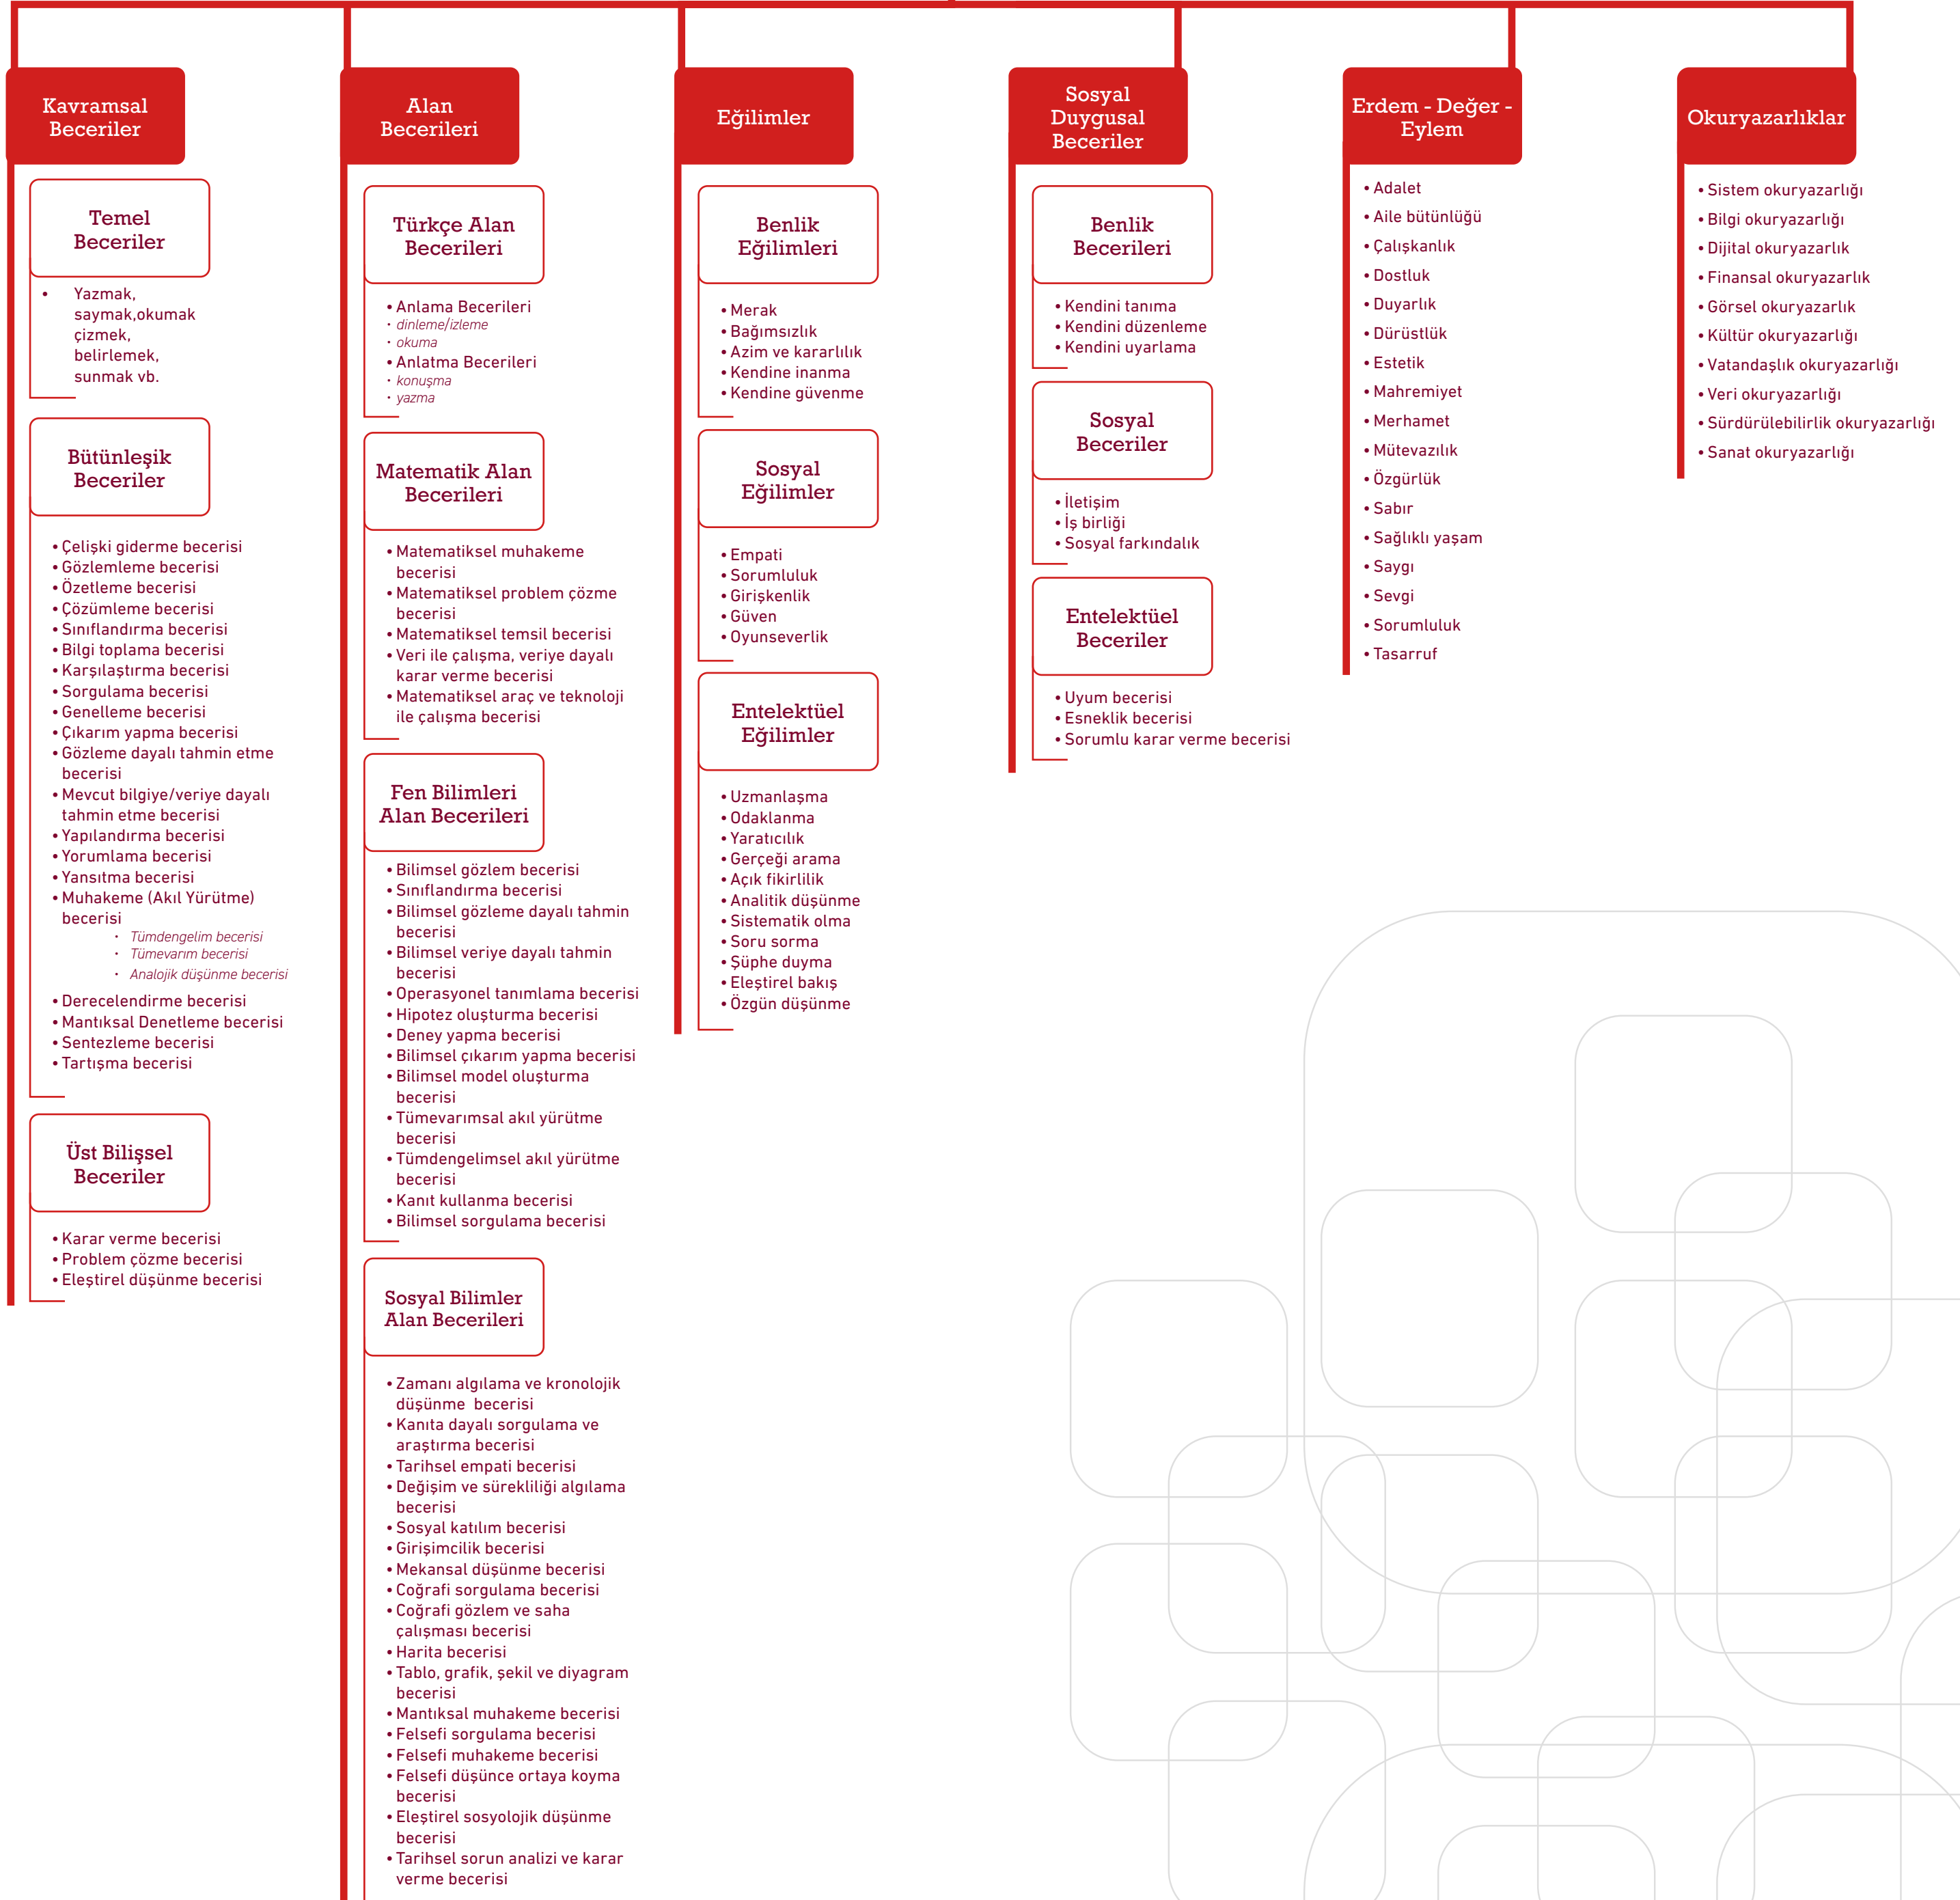 Kavramsal
Beceriler
Temel
Beceriler
• Yazmak,
saymak,okumak
çizmek,
belirlemek,
sunmak vb.
Bütünleşik
Beceriler
• Çelişki giderme becerisi
• Gözlemleme becerisi
• Özetleme becerisi
• Çözümleme becerisi
• Sınıflandırma becerisi
• Bilgi toplama becerisi
• Karşılaştırma becerisi
• Sorgulama becerisi
• Genelleme becerisi
• Çıkarım yapma becerisi
• Gözleme dayalı tahmin etme
becerisi
• Mevcut bilgiye/veriye dayalı
tahmin etme becerisi
• Yapılandırma becerisi
• Yorumlama becerisi
• Yansıtma becerisi
• Muhakeme (Akıl Yürütme)
becerisi
• Tümdengelim becerisi
• Tümevarım becerisi
• Analojik düşünme becerisi
• Derecelendirme becerisi
• Mantıksal Denetleme becerisi
• Sentezleme becerisi
• Tartışma becerisi
Üst Bilişsel
Beceriler
• Karar verme becerisi
• Problem çözme becerisi
• Eleştirel düşünme becerisi
Alan
Becerileri
Türkçe Alan
Becerileri
• Anlama Becerileri
• dinleme/izleme
• okuma
• Anlatma Becerileri
• konuşma
• yazma
Matematik Alan
Becerileri
• Matematiksel muhakeme
becerisi
• Matematiksel problem çözme
becerisi
• Matematiksel temsil becerisi
• Veri ile çalışma, veriye dayalı
karar verme becerisi
• Matematiksel araç ve teknoloji
ile çalışma becerisi
Fen Bilimleri
Alan Becerileri
• Bilimsel gözlem becerisi
• Sınıflandırma becerisi
• Bilimsel gözleme dayalı tahmin
becerisi
• Bilimsel veriye dayalı tahmin
becerisi
• Operasyonel tanımlama becerisi
• Hipotez oluşturma becerisi
• Deney yapma becerisi
• Bilimsel çıkarım yapma becerisi
• Bilimsel model oluşturma
becerisi
• Tümevarımsal akıl yürütme
becerisi
• Tümdengelimsel akıl yürütme
becerisi
• Kanıt kullanma becerisi
• Bilimsel sorgulama becerisi
Sosyal Bilimler
Alan Becerileri
• Zamanı algılama ve kronolojik
düşünme  becerisi
• Kanıta dayalı sorgulama ve
araştırma becerisi
• Tarihsel empati becerisi
• Değişim ve sürekliliği algılama
becerisi
• Sosyal katılım becerisi
• Girişimcilik becerisi
• Mekansal düşünme becerisi
• Coğrafi sorgulama becerisi
• Coğrafi gözlem ve saha
çalışması becerisi
• Harita becerisi
• Tablo, grafik, şekil ve diyagram
becerisi
• Mantıksal muhakeme becerisi
• Felsefi sorgulama becerisi
• Felsefi muhakeme becerisi
• Felsefi düşünce ortaya koyma
becerisi
• Eleştirel sosyolojik düşünme
becerisi
• Tarihsel sorun analizi ve karar
verme becerisi
Eğilimler
Benlik
Eğilimleri
• Merak
• Bağımsızlık
• Azim ve kararlılık
• Kendine inanma
• Kendine güvenme
Sosyal
Eğilimler
• Empati
• Sorumluluk
• Girişkenlik
• Güven
• Oyunseverlik
Entelektüel
Eğilimler
• Uzmanlaşma
• Odaklanma
• Yaratıcılık
• Gerçeği arama
• Açık fikirlilik
• Analitik düşünme
• Sistematik olma
• Soru sorma
• Şüphe duyma
• Eleştirel bakış
• Özgün düşünme
Sosyal
Duygusal
Beceriler
Benlik
Becerileri
• Kendini tanıma
• Kendini düzenleme
• Kendini uyarlama
Sosyal
Beceriler
• İletişim
• İş birliği
• Sosyal farkındalık
Entelektüel
Beceriler
• Uyum becerisi
• Esneklik becerisi
• Sorumlu karar verme becerisi
Erdem - Değer -
Eylem
• Adalet
• Aile bütünlüğü
• Çalışkanlık
• Dostluk
• Duyarlık
• Dürüstlük
• Estetik
• Mahremiyet
• Merhamet
• Mütevazılık
• Özgürlük
• Sabır
• Sağlıklı yaşam
• Saygı
• Sevgi
• Sorumluluk
• Tasarruf
Okuryazarlıklar
• Sistem okuryazarlığı
• Bilgi okuryazarlığı
• Dijital okuryazarlık
• Finansal okuryazarlık
• Görsel okuryazarlık
• Kültür okuryazarlığı
• Vatandaşlık okuryazarlığı
• Veri okuryazarlığı
• Sürdürülebilirlik okuryazarlığı
• Sanat okuryazarlığı